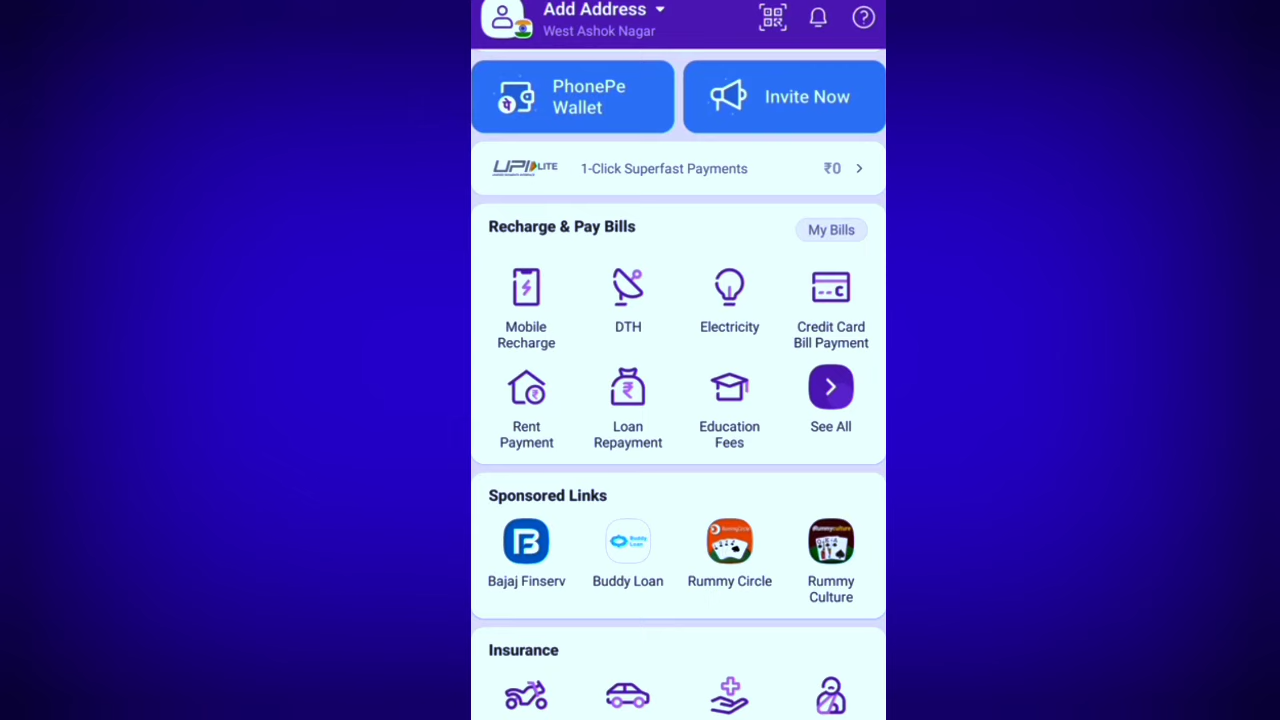 Add Address
West Ashok Nagar
PhonePe
Wallet
Invite Now
UPI LITE
1-Click Superfast Payments
₹0
Recharge & Pay Bills
My Bills
Mobile
Recharge
DTH
Electricity
Credit Card
Bill Payment
Rent
Payment
Loan
Repayment
Education
Fees
See All
Sponsored Links
Bajaj Finserv
Buddy Loan
Rummy Circle
Rummy
Culture
Insurance